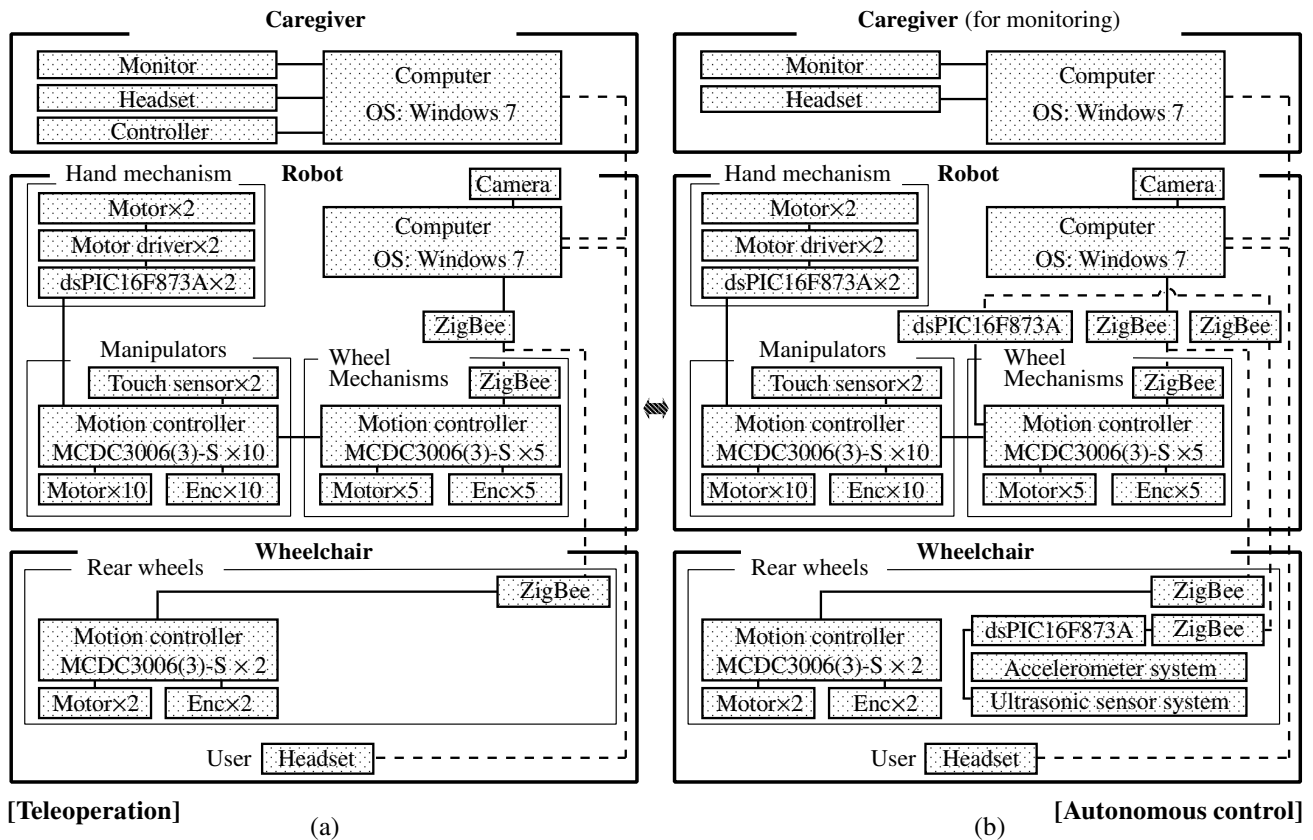 Caregiver
Monitor
Headset
Controller
Computer
OS: Windows 7
Robot
Hand mechanism
Motor×2
Motor driver×2
dsPIC16F873A×2
Camera
Computer
OS: Windows 7
ZigBee
Manipulators
Touch sensor×2
Motion controller
MCDC3006(3)-S ×10
Motor×10
Enc×10
Wheel
Mechanisms
ZigBee
Motion controller
MCDC3006(3)-S ×5
Motor×5
Enc×5
Wheelchair
Rear wheels
ZigBee
Motion controller
MCDC3006(3)-S × 2
Motor×2
Enc×2
User
Headset
[Teleoperation]
(a)
Caregiver (for monitoring)
Monitor
Headset
Computer
OS: Windows 7
Robot
Hand mechanism
Motor×2
Motor driver×2
dsPIC16F873A×2
Camera
Computer
OS: Windows 7
dsPIC16F873A
ZigBee
ZigBee
Manipulators
Touch sensor×2
Motion controller
MCDC3006(3)-S ×10
Motor×10
Enc×10
Wheel
Mechanisms
ZigBee
Motion controller
MCDC3006(3)-S ×5
Motor×5
Enc×5
Wheelchair
Rear wheels
ZigBee
Motion controller
MCDC3006(3)-S × 2
Motor×2
Enc×2
dsPIC16F873A
ZigBee
Accelerometer system
Ultrasonic sensor system
User
Headset
(b)
[Autonomous control]